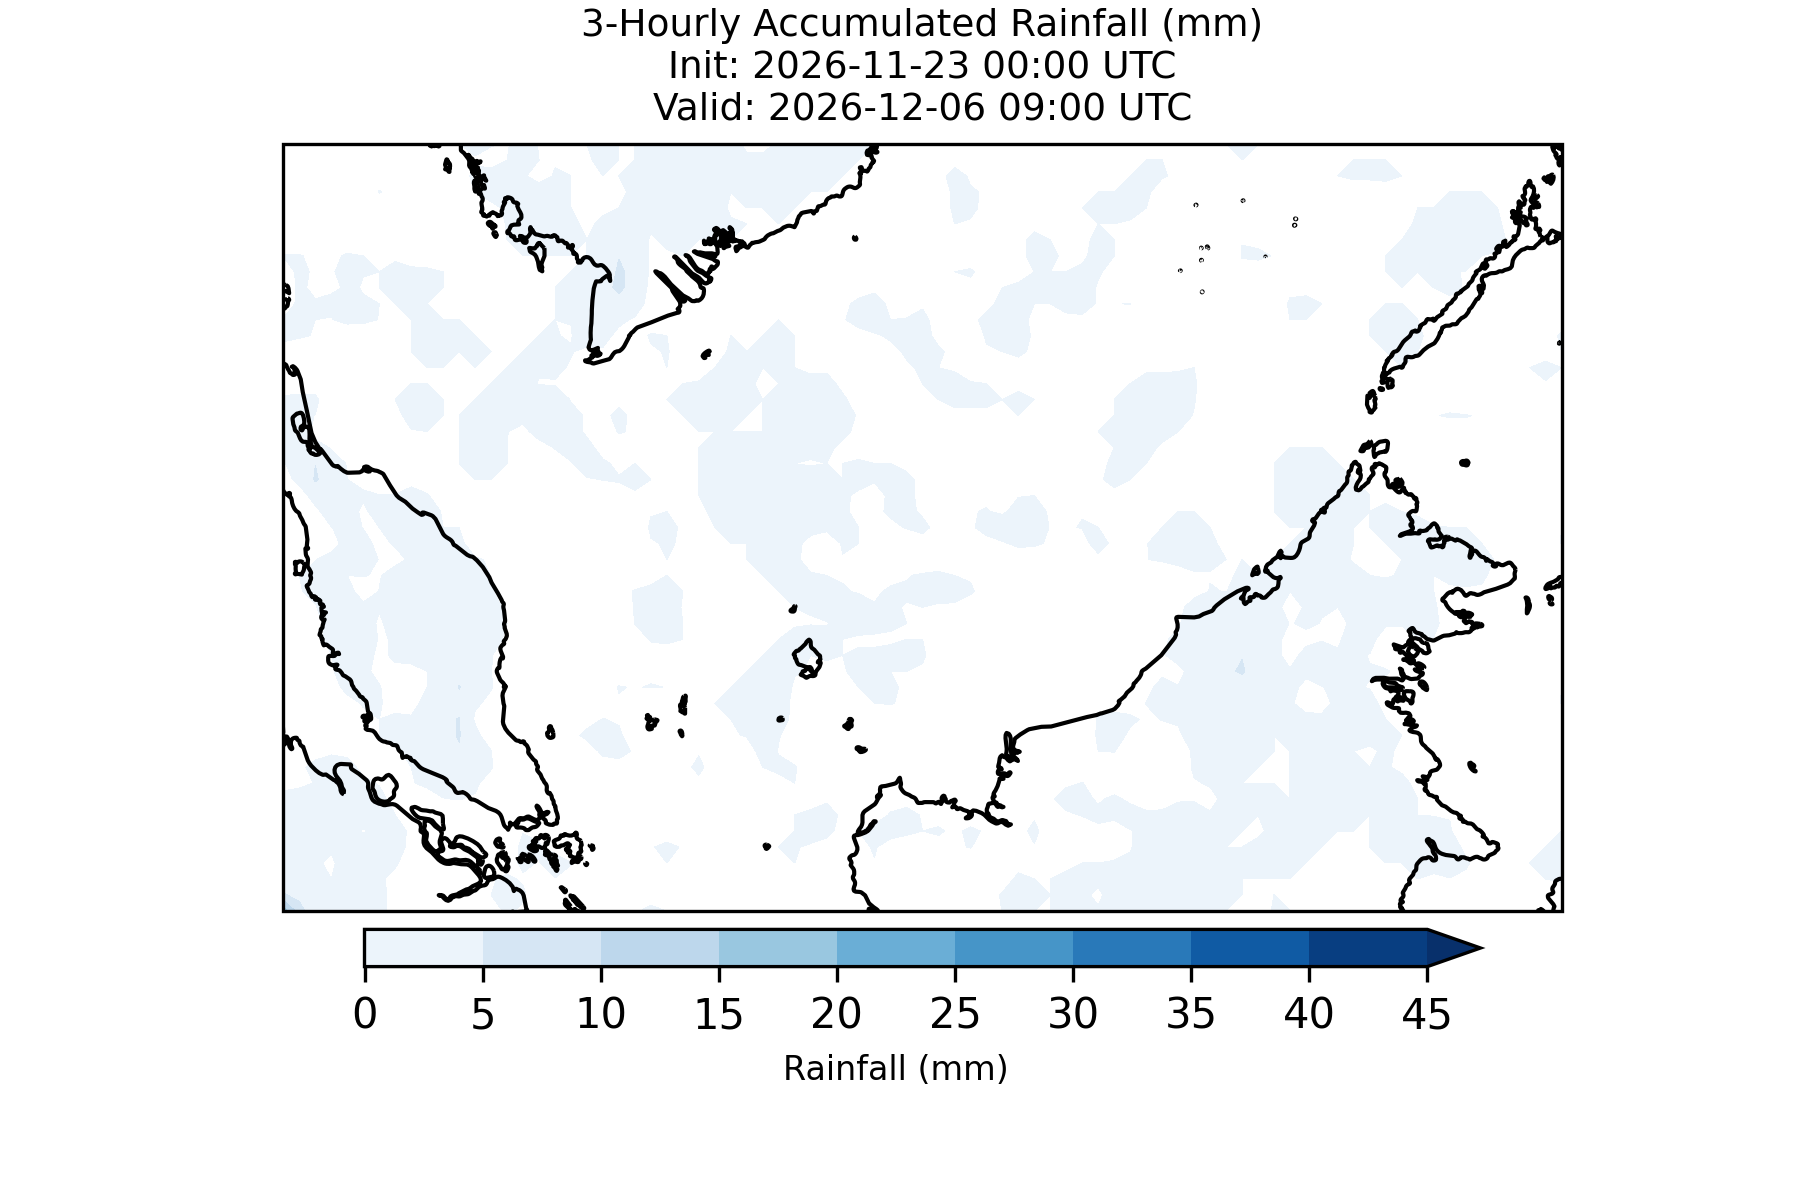 3-Hourly Accumulated Rainfall (mm)
Init: 2026-11-23 00:00 UTC
Valid: 2026-12-06 09:00 UTC
0 5 10 15 20 25 30 35 40 45
Rainfall (mm)